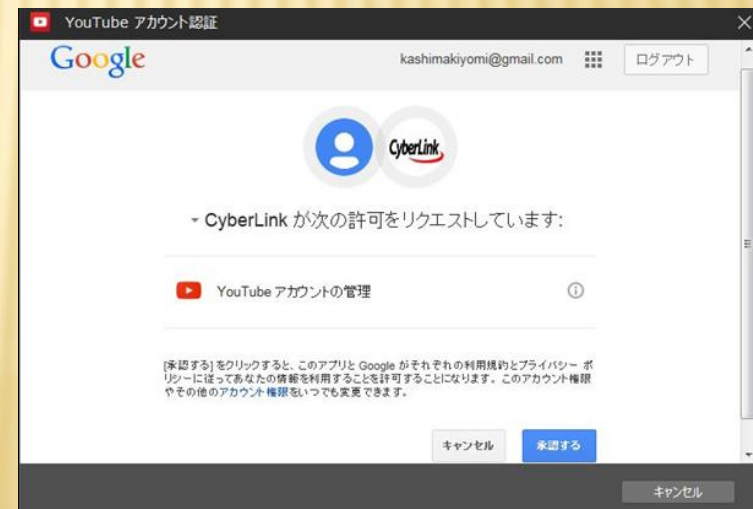 YouTube アカウント認証
Google kashimakiyomi@gmail.com ログアウト
CyberLink
CyberLink が次の許可をリクエストしています:
YouTube アカウントの管理
[承認する] をクリックすると、このアプリと Google がそれぞれの利用規約とプライバシー ポ
リシーに従ってあなたの情報を利用することを許可することになります。このアカウント権限
やその他のアカウント権限をいつでも変更できます。
キャンセル 承認する
キャンセル